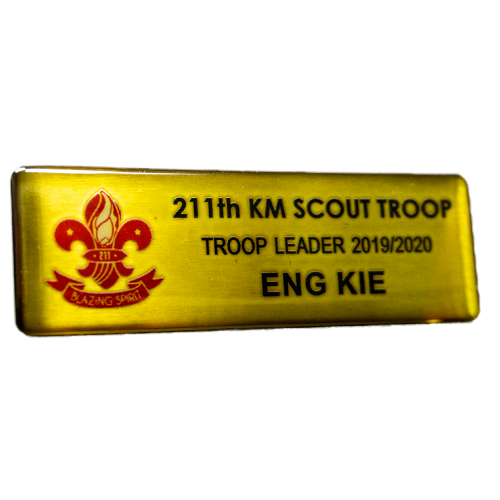 211th KM SCOUT TROOP
TROOP LEADER 2019/2020
ENG KIE
211
BLAZING SPIRIT